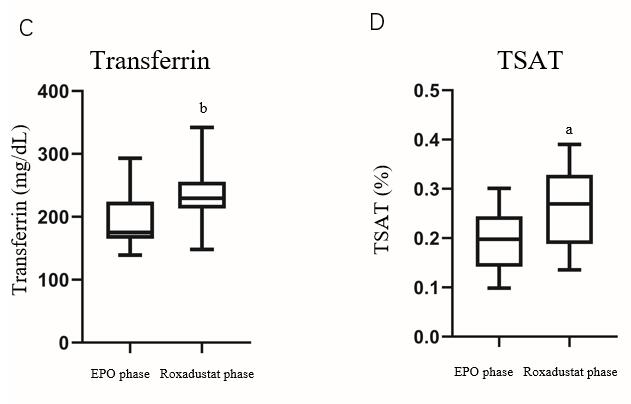 C
Transferrin
Transferrin (mg/dL)
400
300
200
100
0
b
EPO phase
Roxadustat phase
D
TSAT
TSAT (%)
0.5
0.4
0.3
0.2
0.1
0.0
a
EPO phase
Roxadustat phase